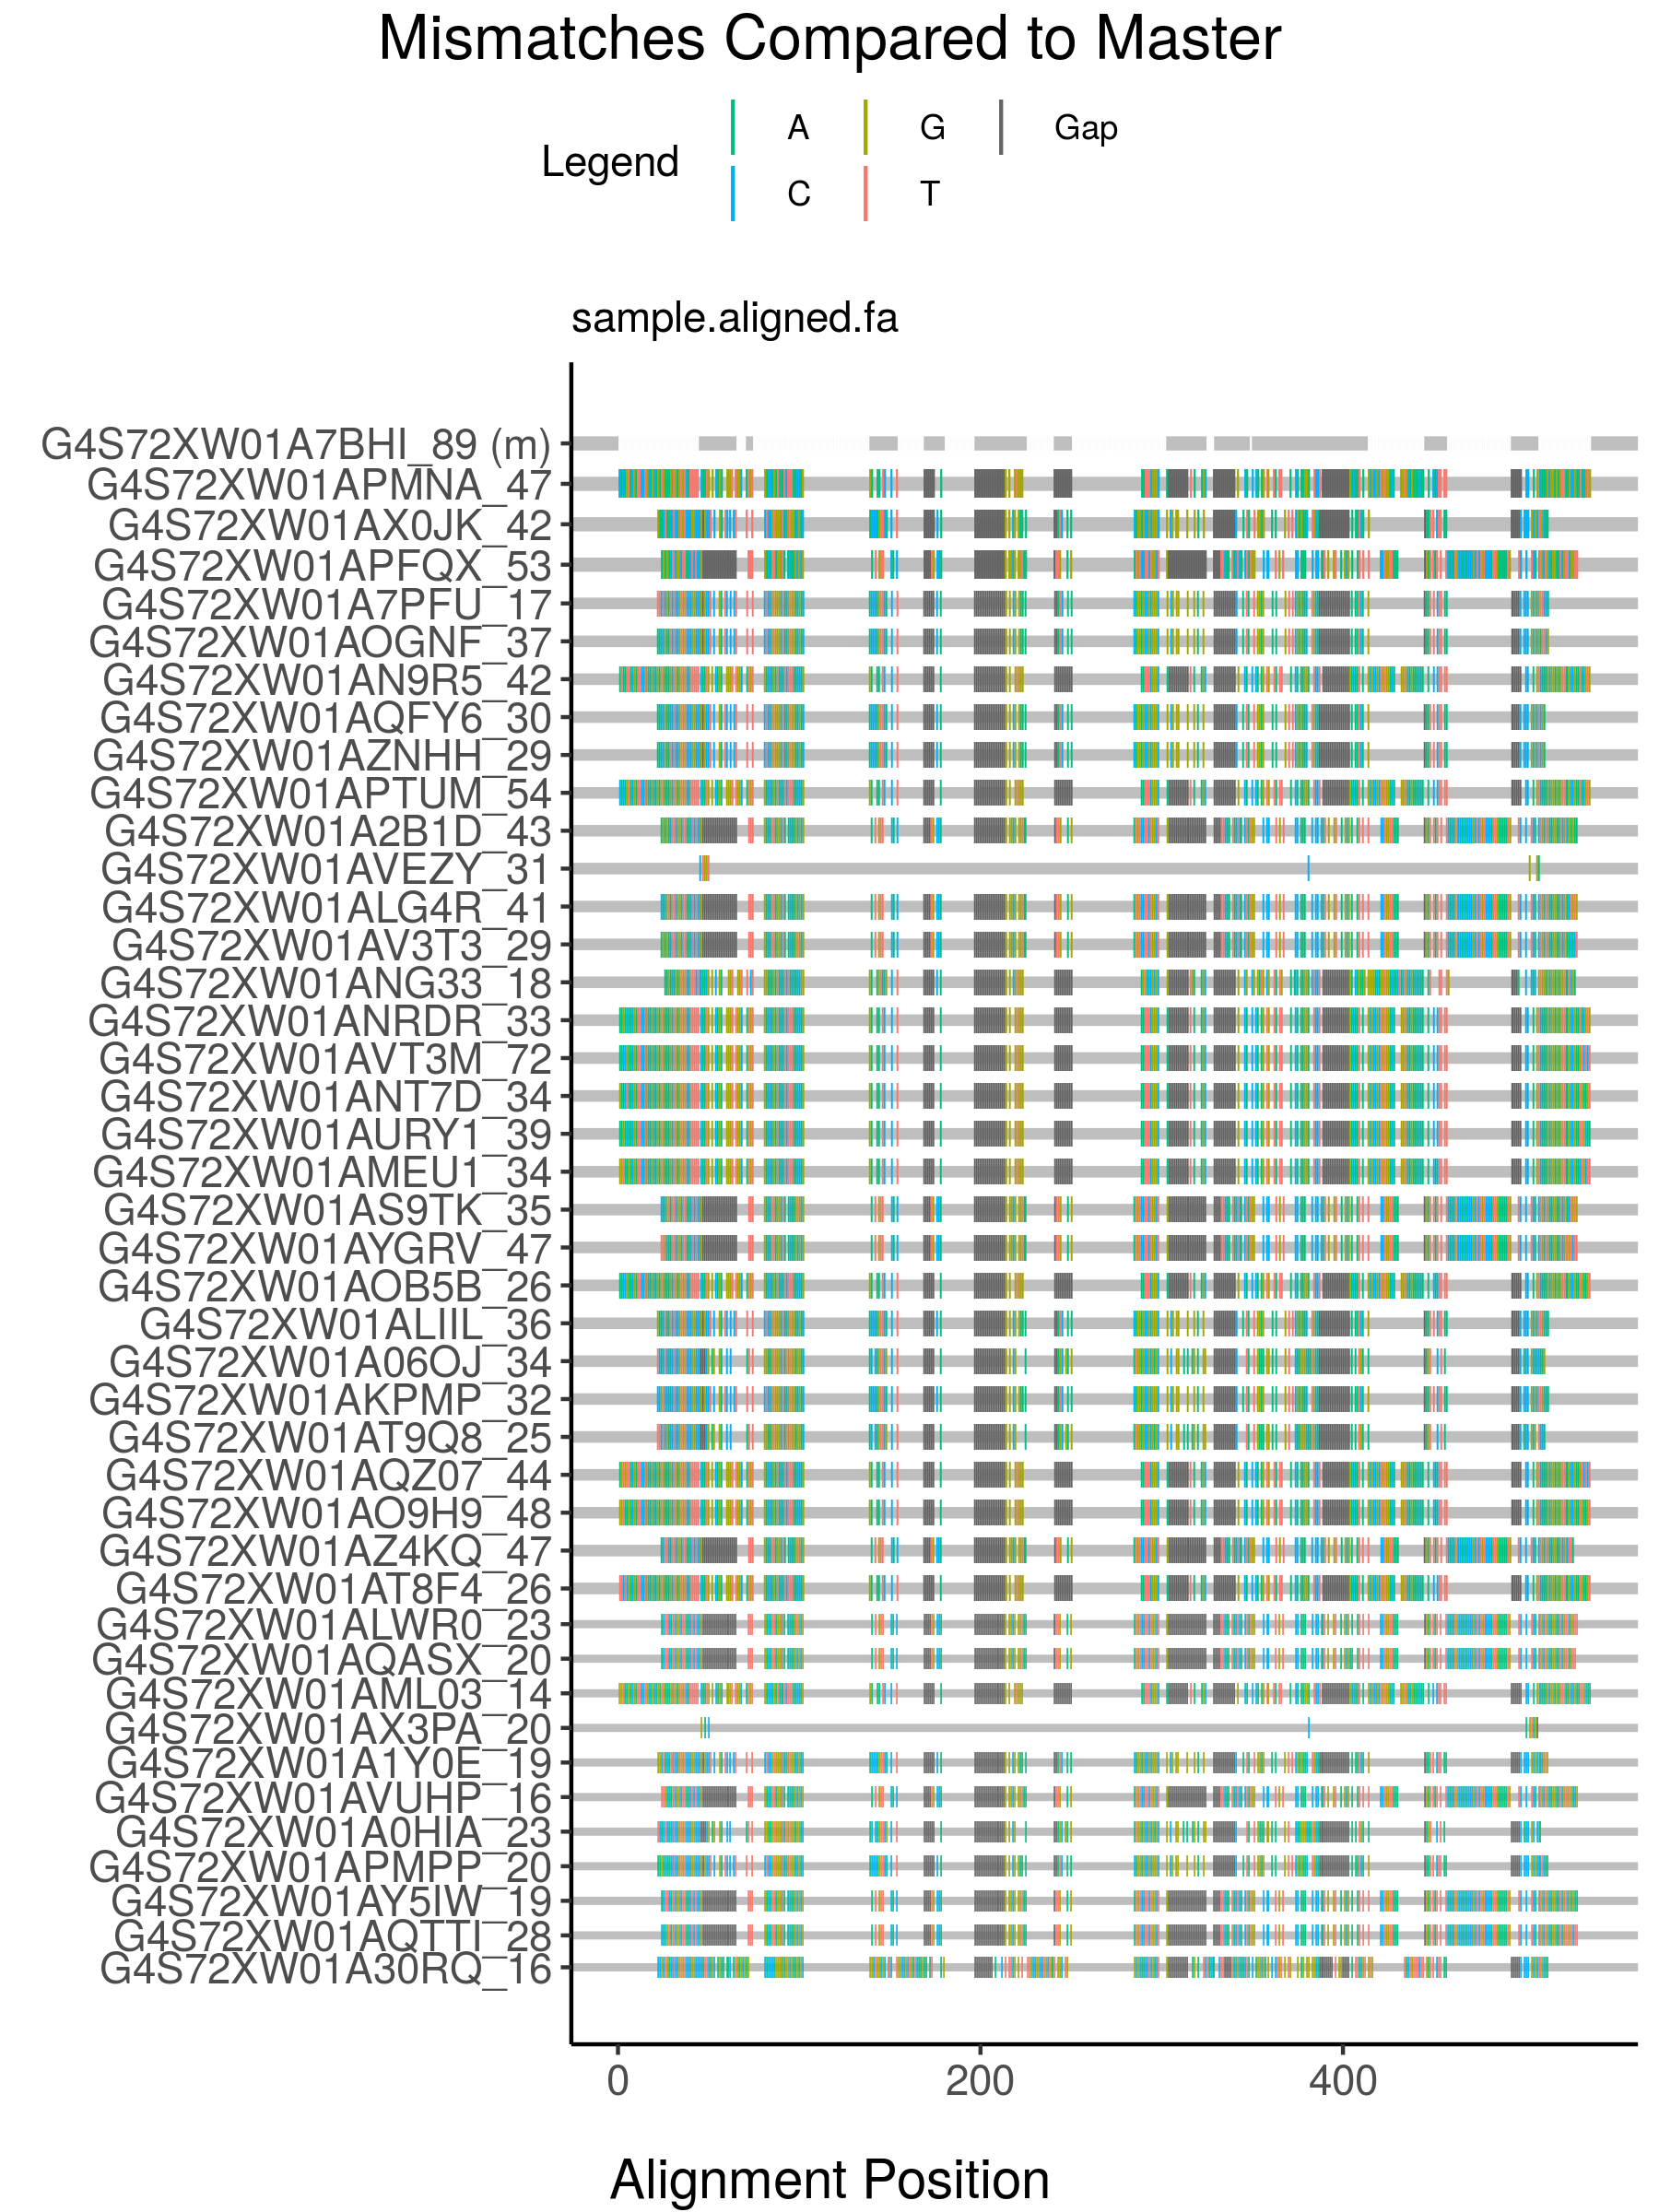 Mismatches Compared to Master
Legend
A
G
Gap
C
T
sample.aligned.fa
G4S72XW01A7BHI_89 (m)
G4S72XW01APMNA_47
G4S72XW01AX0JK_42
G4S72XW01APFQX_53
G4S72XW01A7PFU_17
G4S72XW01AOGNF_37
G4S72XW01AN9R5_42
G4S72XW01AQFY6_30
G4S72XW01AZNHH_29
G4S72XW01APTUM_54
G4S72XW01A2B1D_43
G4S72XW01AVEZY_31
G4S72XW01ALG4R_41
G4S72XW01AV3T3_29
G4S72XW01ANG33_18
G4S72XW01ANRDR_33
G4S72XW01AVT3M_72
G4S72XW01ANT7D_34
G4S72XW01AURY1_39
G4S72XW01AMEU1_34
G4S72XW01AS9TK_35
G4S72XW01AYGRV_47
G4S72XW01AOB5B_26
G4S72XW01ALIIL_36
G4S72XW01A06OJ_34
G4S72XW01AKPMP_32
G4S72XW01AT9Q8_25
G4S72XW01AQZ07_44
G4S72XW01AO9H9_48
G4S72XW01AZ4KQ_47
G4S72XW01AT8F4_26
G4S72XW01ALWR0_23
G4S72XW01AQASX_20
G4S72XW01AML03_14
G4S72XW01AX3PA_20
G4S72XW01A1Y0E_19
G4S72XW01AVUHP_16
G4S72XW01A0HIA_23
G4S72XW01APMPP_20
G4S72XW01AY5IW_19
G4S72XW01AQTTI_28
G4S72XW01A30RQ_16
0 200 400
Alignment Position